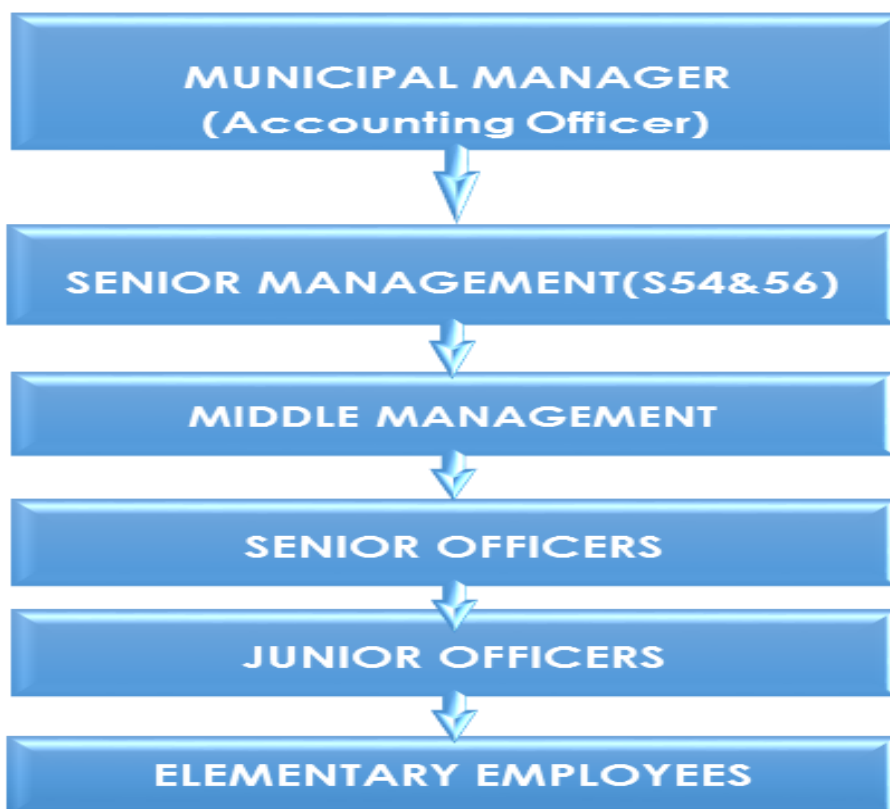 MUNICIPAL MANAGER
(Accounting Officer)
SENIOR MANAGEMENT(S54&56)
MIDDLE MANAGEMENT
SENIOR OFFICERS
JUNIOR OFFICERS
ELEMENTARY EMPLOYEES